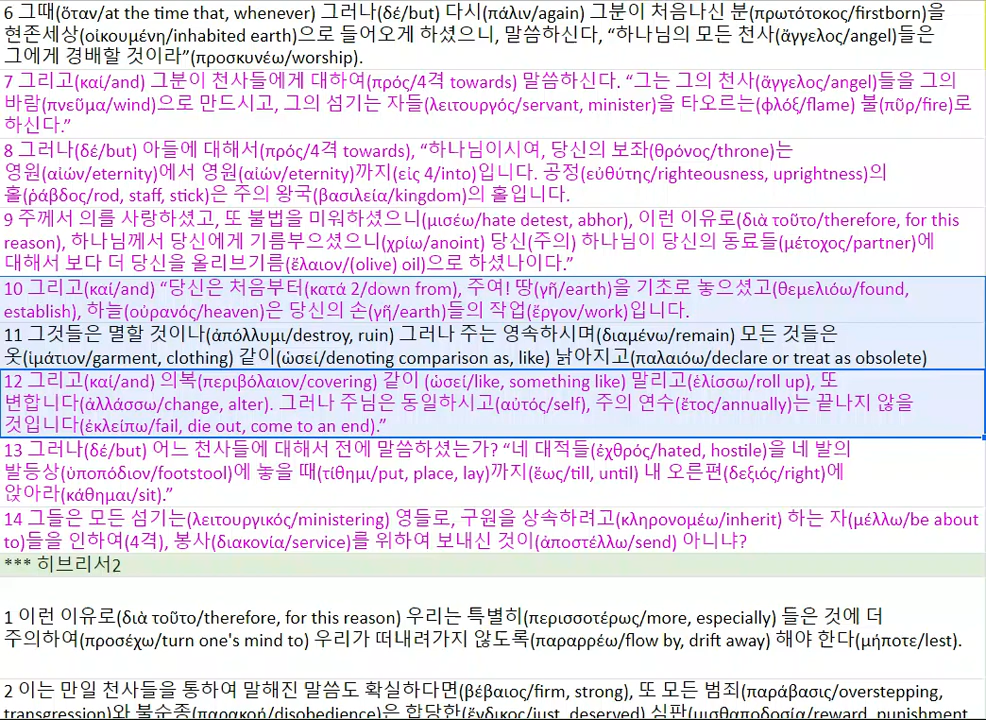 6 그때(ὅταν/at the time that, whenever) 그러나(δέ/but) 다시(πάλιν/again) 그분이 처음나신 분(πρωτότοκος/firstborn)을
현존세상(οἰκουμένη/inhabited earth)으로 들어오게 하셨으니, 말씀하신다, “하나님의 모든 천사(ἄγγελος/angel)들은
그에게 경배할 것이라”(προσκυνέω/worship).
7 그리고(καί/and) 그분이 천사들에게 대하여(πρός/4격 towards) 말씀하신다. “그는 그의 천사(ἄγγελος/angel)들을 그의
바람(πνεῦμα/wind)으로 만드시고, 그의 섬기는 자들(λειτουργός/servant, minister)을 타오르는(φλόξ/flame) 불(πῦρ/fire)로
하신다.”
8 그러나(δέ/but) 아들에 대해서(πρός/4격 towards), “하나님이시여, 당신의 보좌(θρόνος/throne)는
영원(αἰών/eternity)에서 영원(αἰών/eternity)까지(εἰς 4/into)입니다. 공정(εὐθύτης/righteousness, uprightness)의
홀(ῥάβδος/rod, staff, stick)은 주의 왕국(βασιλεία/kingdom)의 홀입니다.
9 주께서 의를 사랑하셨고, 또 불법을 미워하셨으니(μισέω/hate detest, abhor), 이런 이유로(διὰ τοῦτο/therefore, for this
reason), 하나님께서 당신에게 기름부으셨으니(χρίω/anoint) 당신(주의) 하나님이 당신의 동료들(μέτοχος/partner)에
대해서 보다 더 당신을 올리브기름(ἔλαιον/(olive) oil)으로 하셨나이다.”
10 그리고(καί/and) “당신은 처음부터(κατά 2/down from), 주여! 땅(γῆ/earth)을 기초로 놓으셨고(θεμελιόω/found,
establish), 하늘(οὐρανός/heaven)은 당신의 손(γῆ/earth)들의 작업(ἔργον/work)입니다.
11 그것들은 멸할 것이나(ἀπόλλυμι/destroy, ruin) 그러나 주는 영속하시며(διαμένω/remain) 모든 것들은
옷(ἱμάτιον/garment, clothing) 같이(ὡσεί/denoting comparison as, like) 낡아지고(παλαιόω/declare or treat as obsolete)
12 그리고(καί/and) 의복(περιβόλαιον/covering) 같이 (ὡσεί/like, something like) 말리고(ἑλίσσω/roll up), 또
변합니다(ἀλλάσσω/change, alter). 그러나 주님은 동일하시고(αὐτός/self), 주의 연수(ἔτος/annually)는 끝나지 않을
것입니다(ἐκλείπω/fail, die out, come to an end).”
13 그러나(δέ/but) 어느 천사들에 대해서 전에 말씀하셨는가? “네 대적들(ἐχθρός/hated, hostile)을 네 발의
발등상(ὑποπόδιον/footstool)에 놓을 때(τίθημι/put, place, lay)까지(ἕως/till, until) 내 오른편(δεξιός/right)에
앉아라(κάθημαι/sit).”
14 그들은 모든 섬기는(λειτουργικός/ministering) 영들로, 구원을 상속하려고(κληρονομέω/inherit) 하는 자(μέλλω/be about
to)들을 인하여(4격), 봉사(διακονία/service)를 위하여 보내신 것이(ἀποστέλλω/send) 아니냐?
*** 히브리서2
1 이런 이유로(διὰ τοῦτο/therefore, for this reason) 우리는 특별히(περισσοτέρως/more, especially) 들은 것에 더
주의하여(προσέχω/turn one's mind to) 우리가 떠내려가지 않도록(παραρρέω/flow by, drift away) 해야 한다(μήποτε/lest).
2 이는 만일 천사들을 통하여 말해진 말씀도 확실하다면(βέβαιος/firm, strong), 또 모든 범죄(παράβασις/overstepping,
transgression)와 불순종(παρακοή/disobedience)은 합당한(ἔνδικος/just, deserved) 심판(μισθαποδοσία/reward, punishment